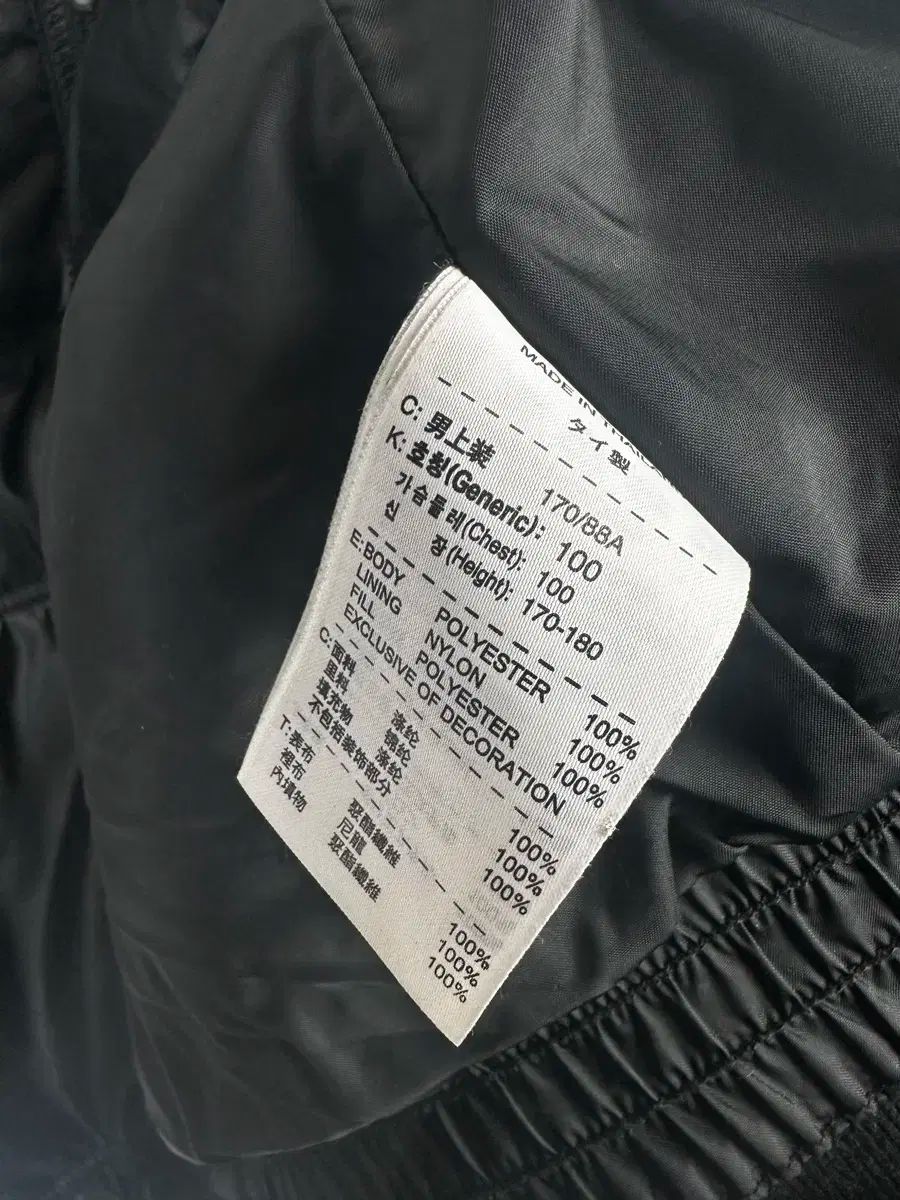 MADE IN THAILAND
タイ製
C: 男上装 170/88A
K: 호칭(Generic): 100
가슴둘레(Chest): 100
신 장(Height): 170-180
E: BODY POLYESTER 100%
LINING NYLON 100%
FILL POLYESTER 100%
EXCLUSIVE OF DECORATION
C: 面料 涤纶 100%
里料 锦纶 100%
填充物 涤纶 100%
不包括装饰部分
T: 表布 聚酯纖維 100%
裡布 尼龍 100%
內填物 聚酯纖維 100%